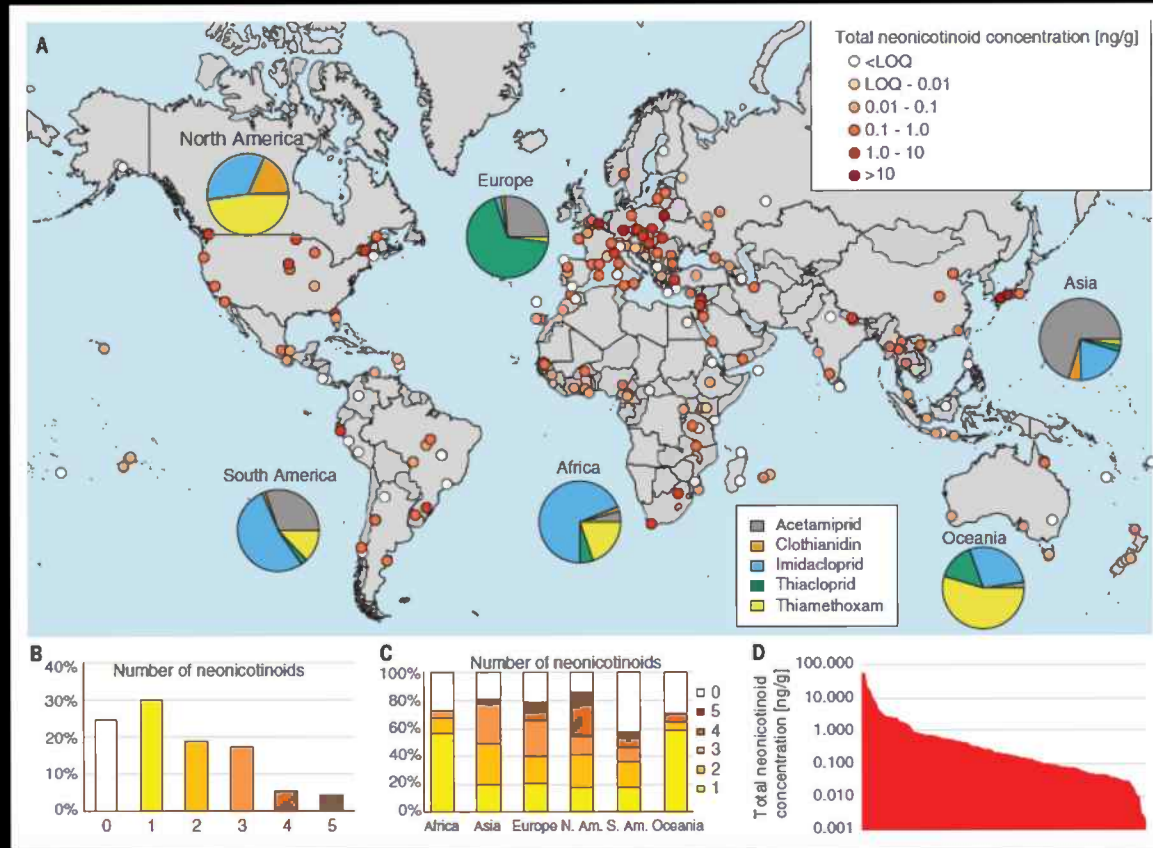 A
Total neonicotinoid concentration [ng/g]
<LOQ
LOQ - 0.01
0.01 - 0.1
0.1 - 1.0
1.0 - 10
>10
North America
Europe
Asia
South America
Africa
Oceania
Acetamiprid
Clothianidin
Imidacloprid
Thiacloprid
Thiamethoxam
B
Number of neonicotinoids
40%
30%
20%
10%
0%
0 1 2 3 4 5
C
Number of neonicotinoids
100%
80%
60%
40%
20%
0%
0
5
4
3
2
1
Africa Asia Europe N. Am. S. Am. Oceania
D
Total neonicotinoid
concentration [ng/g]
100.000
10.000
1.000
0.100
0.010
0.001